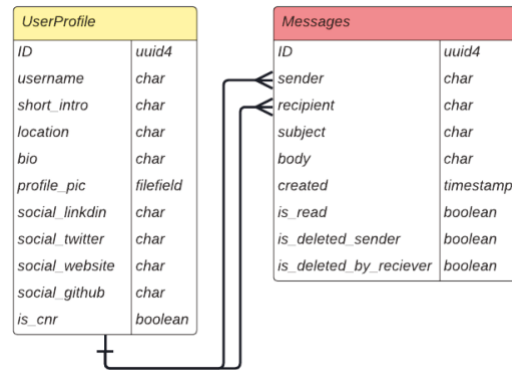 UserProfile
ID uuid4
username char
short_intro char
location char
bio char
profile_pic filefield
social_linkdin char
social_twitter char
social_website char
social_github char
is_cnr boolean
Messages
ID uuid4
sender char
recipient char
subject char
body char
created timestamp
is_read boolean
is_deleted_sender boolean
is_deleted_by_reciever boolean